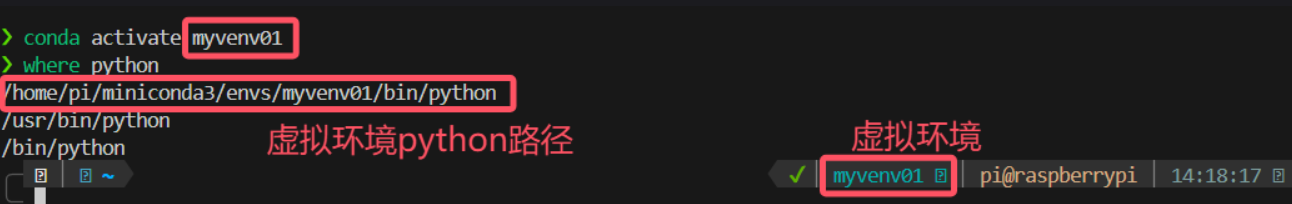 ❯ conda activate myvenv01
❯ where python
/home/pi/miniconda3/envs/myvenv01/bin/python
/usr/bin/python
/bin/python
虚拟环境python路径
虚拟环境
~ ✓ myvenv01 pi@raspberrypi 14:18:17